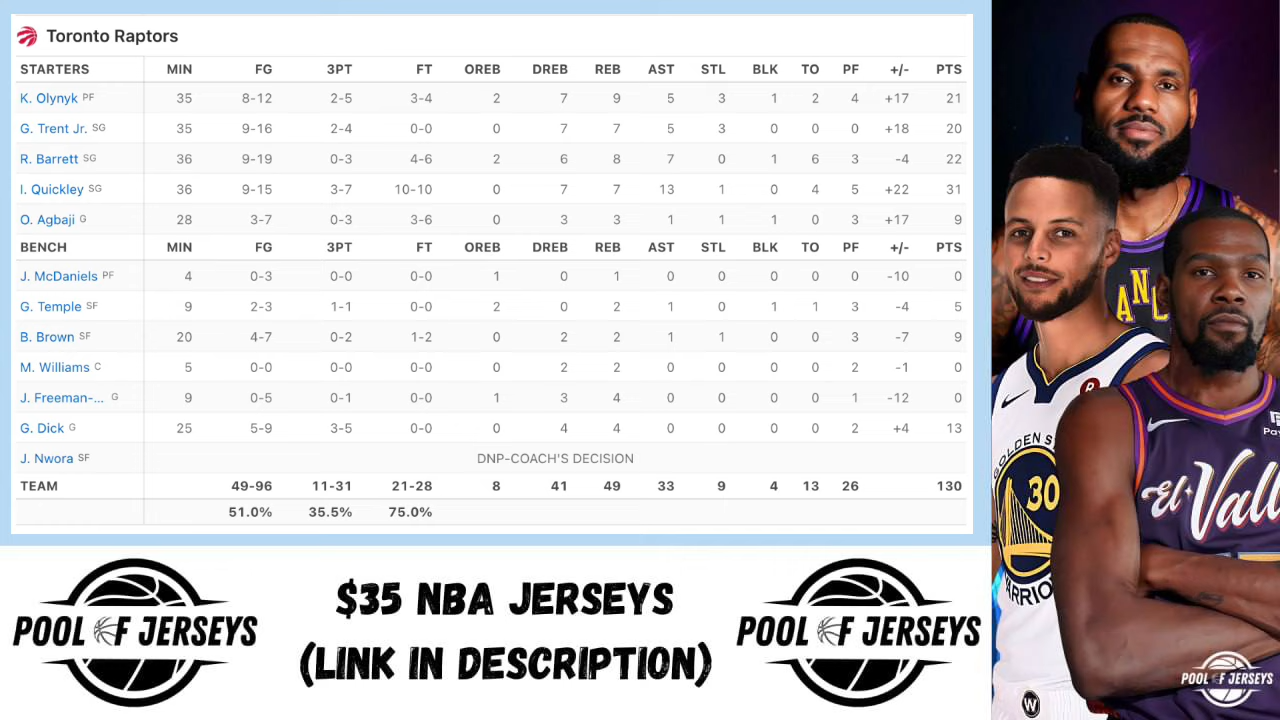 Toronto Raptors
STARTERS MIN FG 3PT FT OREB DREB REB AST STL BLK TO PF +/- PTS
K. Olynyk PF 35 8-12 2-5 3-4 2 7 9 5 3 1 2 4 +17 21
G. Trent Jr. SG 35 9-16 2-4 0-0 0 7 7 5 3 0 0 0 +18 20
R. Barrett SG 36 9-19 0-3 4-6 2 6 8 7 0 1 6 3 -4 22
I. Quickley SG 36 9-15 3-7 10-10 0 7 7 13 1 0 4 5 +22 31
O. Agbaji G 28 3-7 0-3 3-6 0 3 3 1 1 1 0 3 +17 9
BENCH MIN FG 3PT FT OREB DREB REB AST STL BLK TO PF +/- PTS
J. McDaniels PF 4 0-3 0-0 0-0 1 0 1 0 0 0 0 0 -10 0
G. Temple SF 9 2-3 1-1 0-0 2 0 2 1 0 1 1 3 -4 5
B. Brown SF 20 4-7 0-2 1-2 0 2 2 1 1 0 0 3 -7 9
M. Williams C 5 0-0 0-0 0-0 0 2 2 0 0 0 0 2 -1 0
J. Freeman-... G 9 0-5 0-1 0-0 1 3 4 0 0 0 0 1 -12 0
G. Dick G 25 5-9 3-5 0-0 0 4 4 0 0 0 0 2 +4 13
J. Nwora SF DNP-COACH'S DECISION
TEAM 49-96 11-31 21-28 8 41 49 33 9 4 13 26 130
51.0% 35.5% 75.0%
POOL OF JERSEYS
$35 NBA JERSEYS
(LINK IN DESCRIPTION)
POOL OF JERSEYS
ANG
R
GOLDEN S
30
WARRIO
W
Pay
El Vall
POOL OF JERSEYS